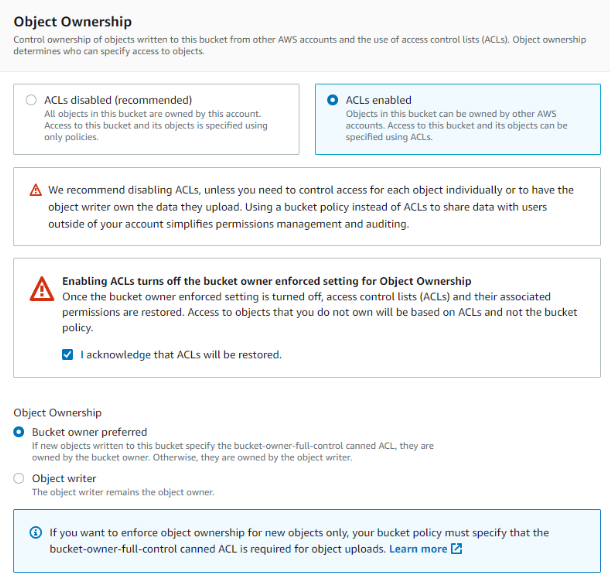 Object Ownership
Control ownership of objects written to this bucket from other AWS accounts and the use of access control lists (ACLs). Object ownership
determines who can specify access to objects.
ACLs disabled (recommended)
All objects in this bucket are owned by this account.
Access to this bucket and its objects is specified using
only policies.
ACLs enabled
Objects in this bucket can be owned by other AWS
accounts. Access to this bucket and its objects can be
specified using ACLs.
We recommend disabling ACLs, unless you need to control access for each object individually or to have the
object writer own the data they upload. Using a bucket policy instead of ACLs to share data with users
outside of your account simplifies permissions management and auditing.
Enabling ACLs turns off the bucket owner enforced setting for Object Ownership
Once the bucket owner enforced setting is turned off, access control lists (ACLs) and their associated
permissions are restored. Access to objects that you do not own will be based on ACLs and not the bucket
policy.
I acknowledge that ACLs will be restored.
Object Ownership
Bucket owner preferred
If new objects written to this bucket specify the bucket-owner-full-control canned ACL, they are
owned by the bucket owner. Otherwise, they are owned by the object writer.
Object writer
The object writer remains the object owner.
If you want to enforce object ownership for new objects only, your bucket policy must specify that the
bucket-owner-full-control canned ACL is required for object uploads. Learn more